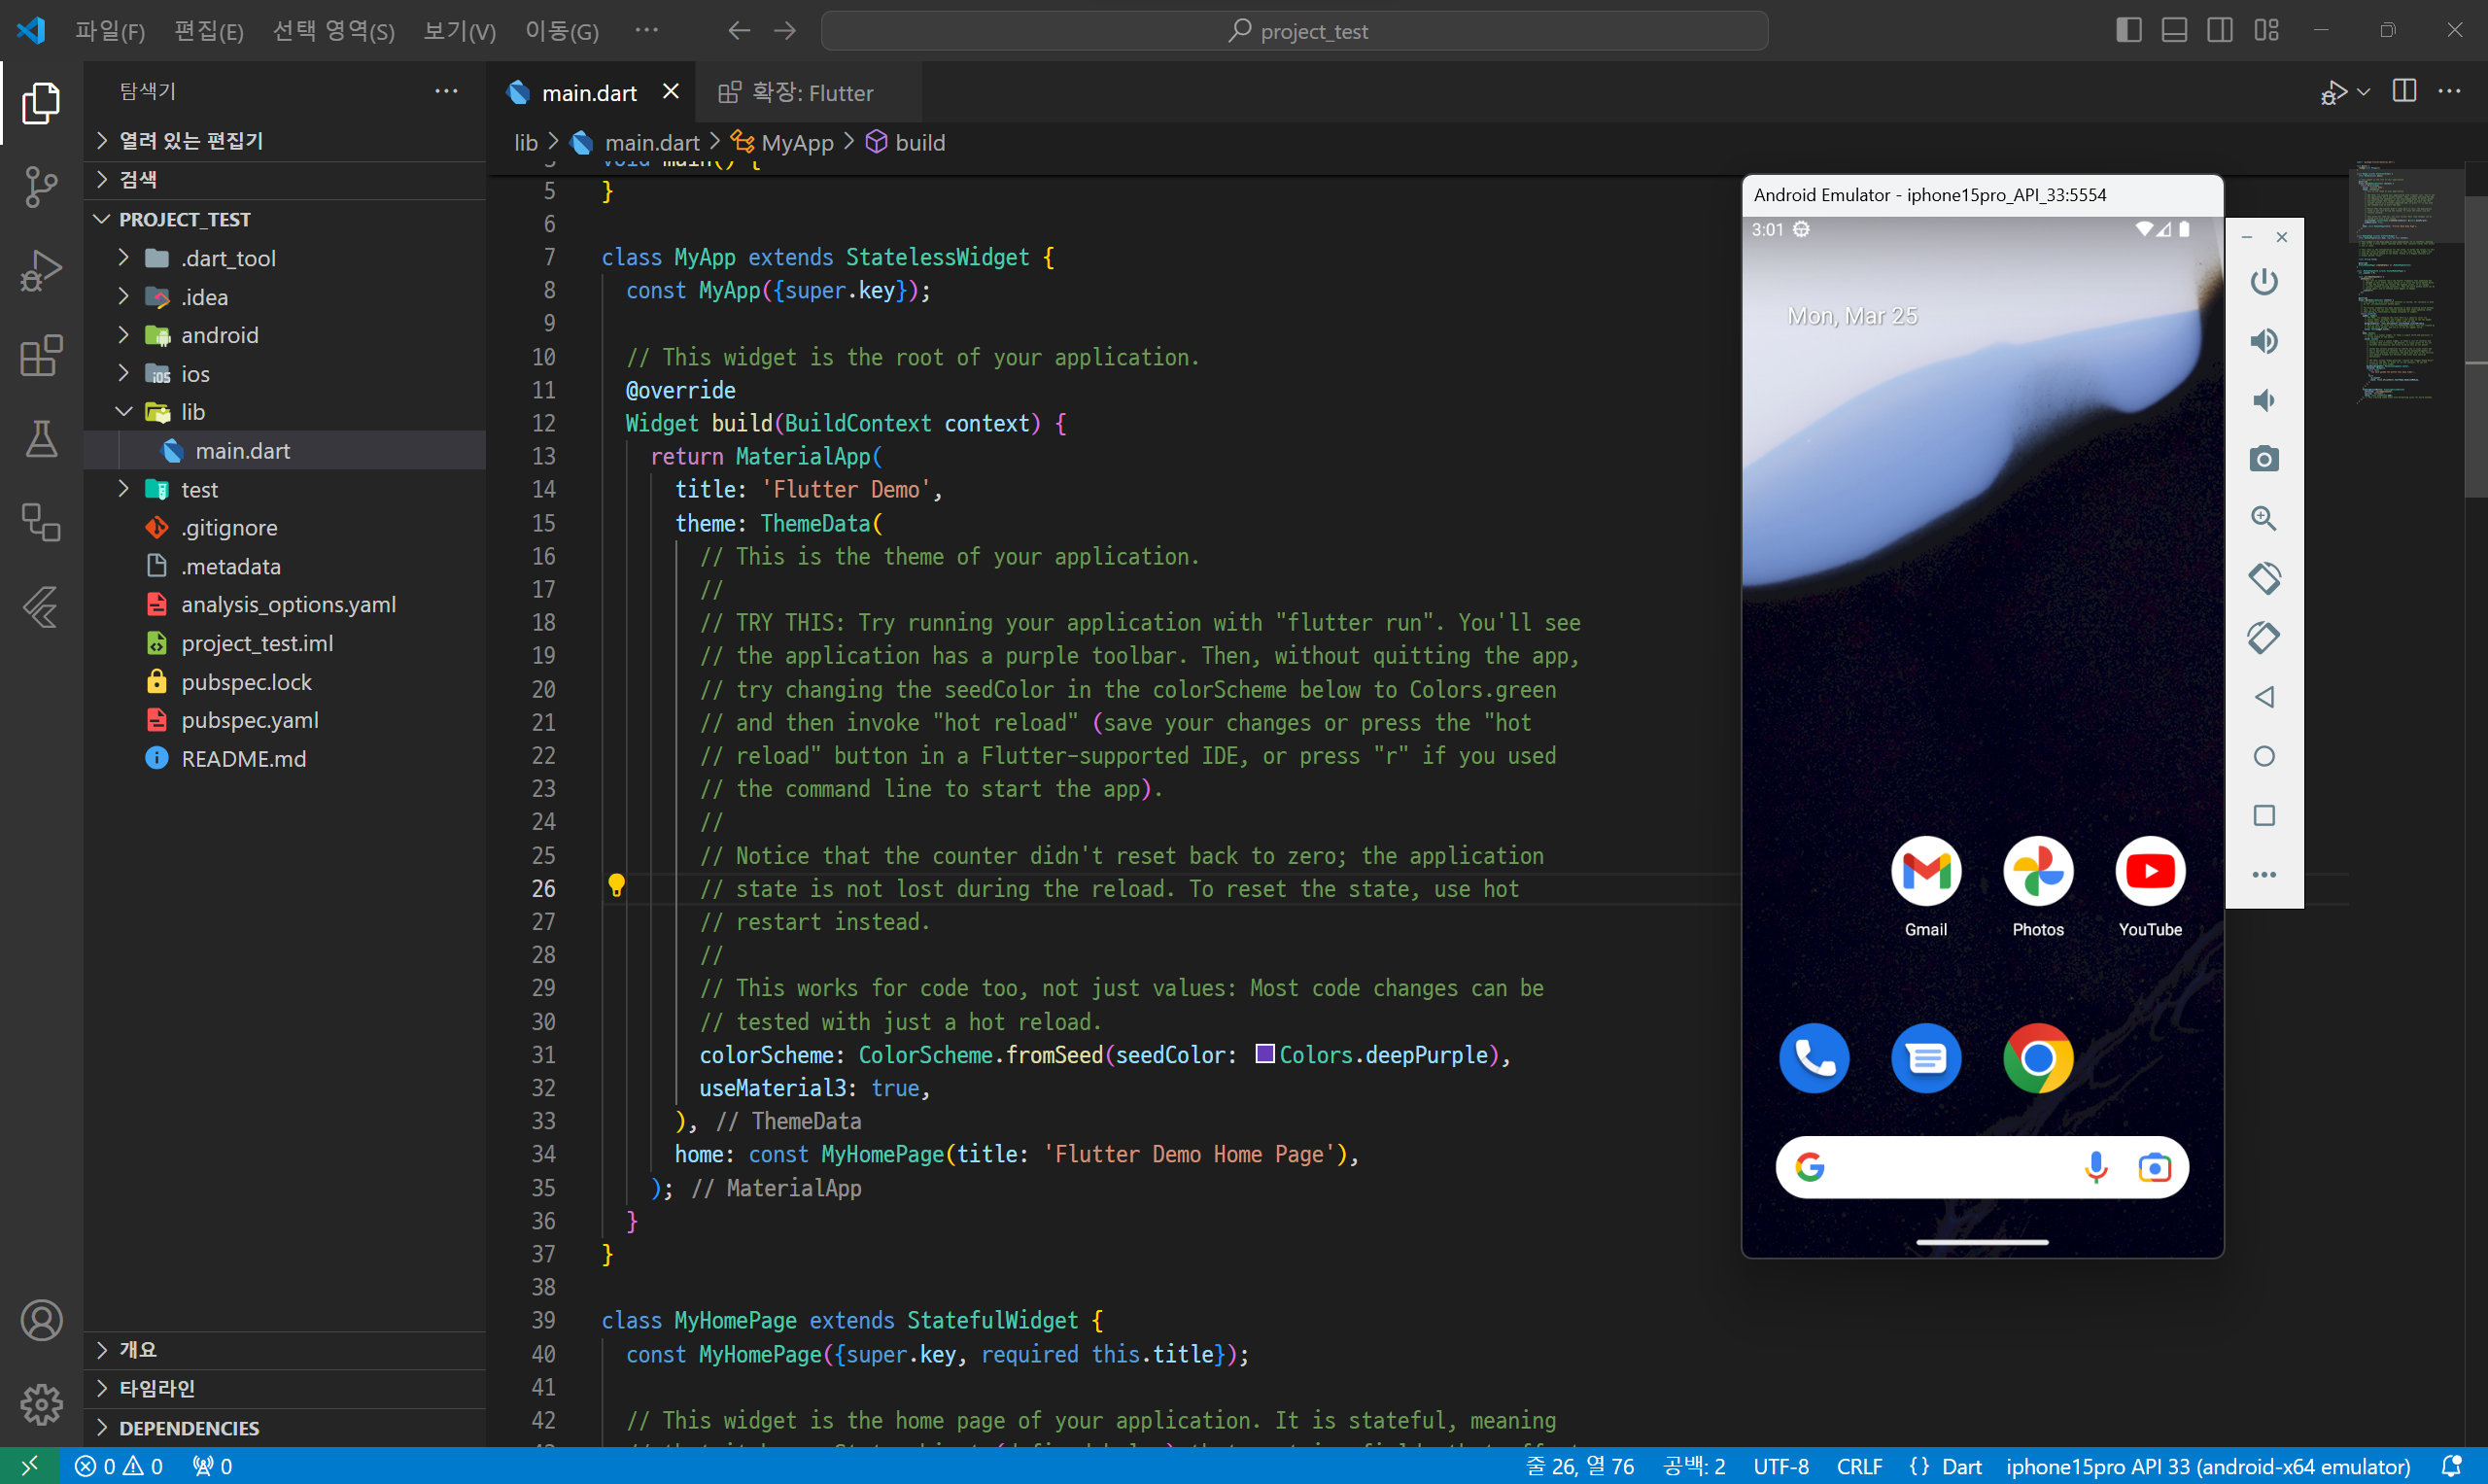 파일(F) 편집(E) 선택 영역(S) 보기(V) 이동(G) ··· project_test
탐색기
열려 있는 편집기
검색
PROJECT_TEST
.dart_tool
.idea
android
ios
lib
main.dart
test
.gitignore
.metadata
analysis_options.yaml
project_test.iml
pubspec.lock
pubspec.yaml
README.md
개요
타임라인
DEPENDENCIES
main.dart 확장: Flutter
lib > main.dart > MyApp > build
void main() {
5 }
6
7 class MyApp extends StatelessWidget {
8 const MyApp({super.key});
9
10 // This widget is the root of your application.
11 @override
12 Widget build(BuildContext context) {
13 return MaterialApp(
14 title: 'Flutter Demo',
15 theme: ThemeData(
16 // This is the theme of your application.
17 //
18 // TRY THIS: Try running your application with "flutter run". You'll see
19 // the application has a purple toolbar. Then, without quitting the app,
20 // try changing the seedColor in the colorScheme below to Colors.green
21 // and then invoke "hot reload" (save your changes or press the "hot
22 // reload" button in a Flutter-supported IDE, or press "r" if you used
23 // the command line to start the app).
24 //
25 // Notice that the counter didn't reset back to zero; the application
26 // state is not lost during the reload. To reset the state, use hot
27 // restart instead.
28 //
29 // This works for code too, not just values: Most code changes can be
30 // tested with just a hot reload.
31 colorScheme: ColorScheme.fromSeed(seedColor: Colors.deepPurple),
32 useMaterial3: true,
33 ), // ThemeData
34 home: const MyHomePage(title: 'Flutter Demo Home Page'),
35 ); // MaterialApp
36 }
37 }
38
39 class MyHomePage extends StatefulWidget {
40 const MyHomePage({super.key, required this.title});
41
42 // This widget is the home page of your application. It is stateful, meaning
Android Emulator - iphone15pro_API_33:5554
3:01
Mon, Mar 25
Gmail Photos YouTube
0 0 0 줄 26, 열 76 공백: 2 UTF-8 CRLF {} Dart iphone15pro API 33 (android-x64 emulator)